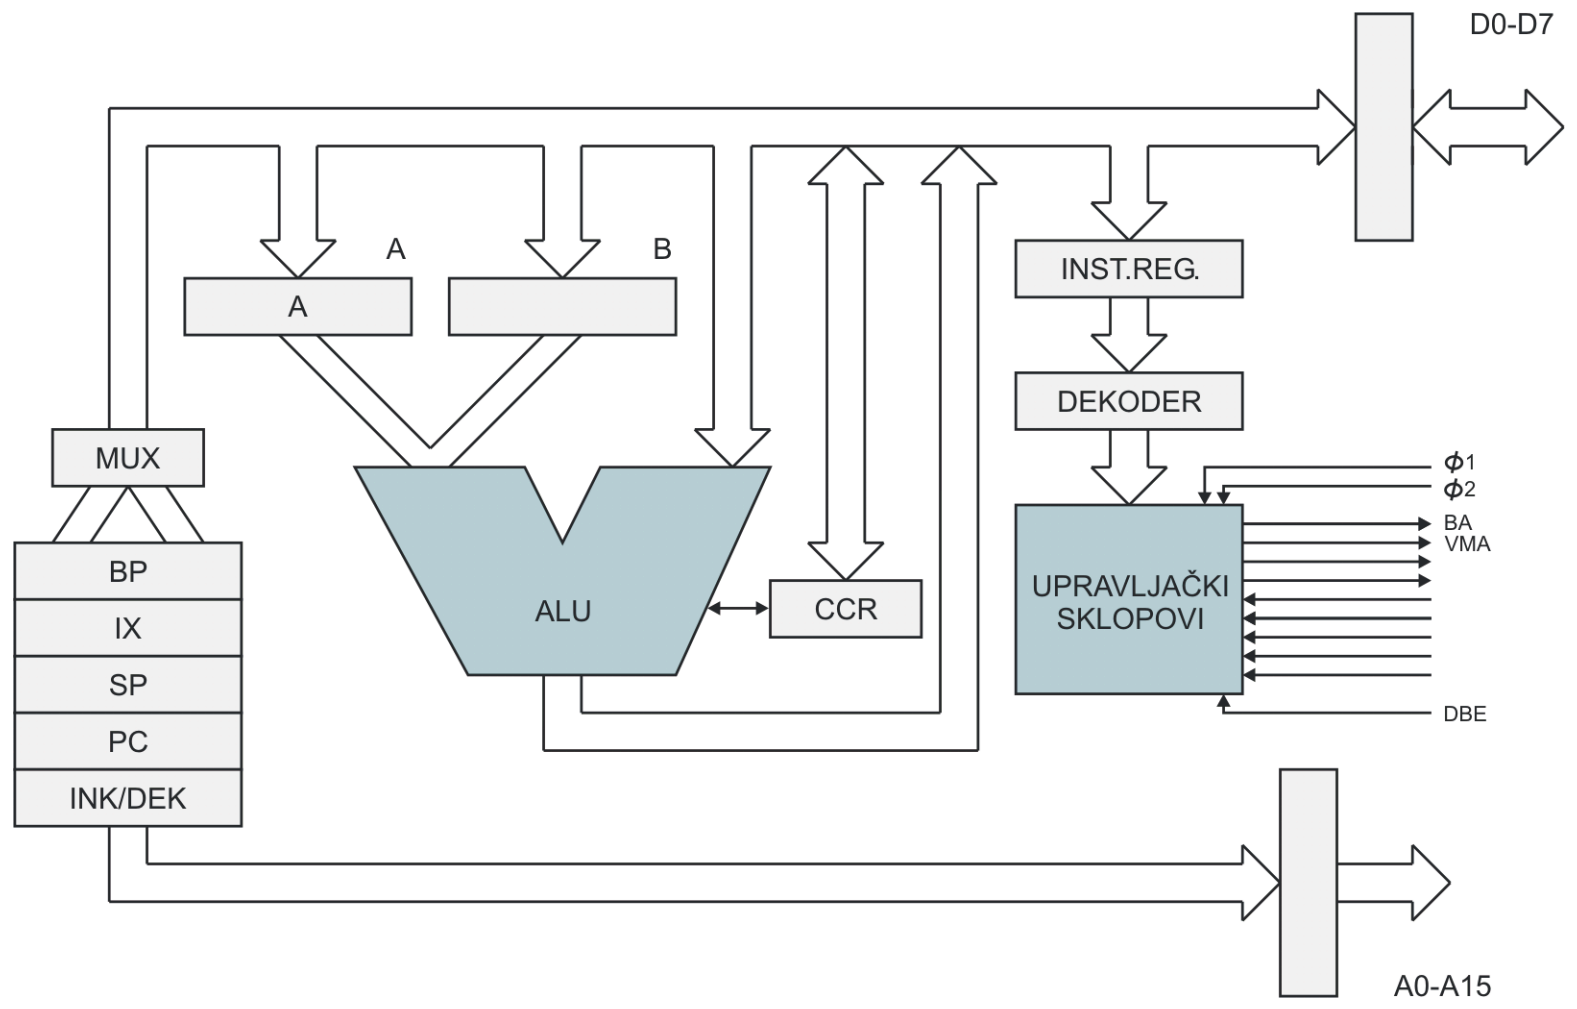 D0-D7
A
B
A
INST.REG.
DEKODER
MUX
ϕ1
ϕ2
BA
VMA
BP
IX
SP
PC
INK/DEK
ALU
CCR
UPRAVLJAČKI
SKLOPOVI
DBE
A0-A15